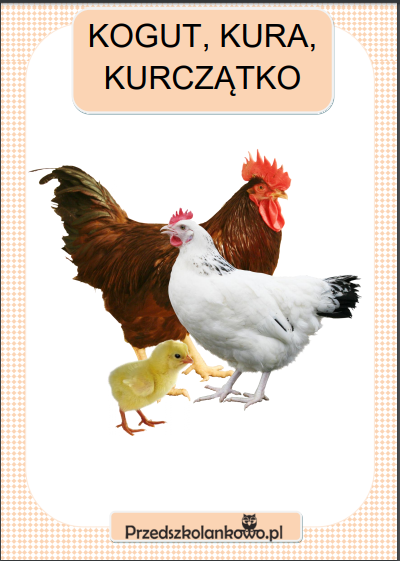 KOGUT, KURA,
KURCZĄTKO
Przedszkolankowo.pl